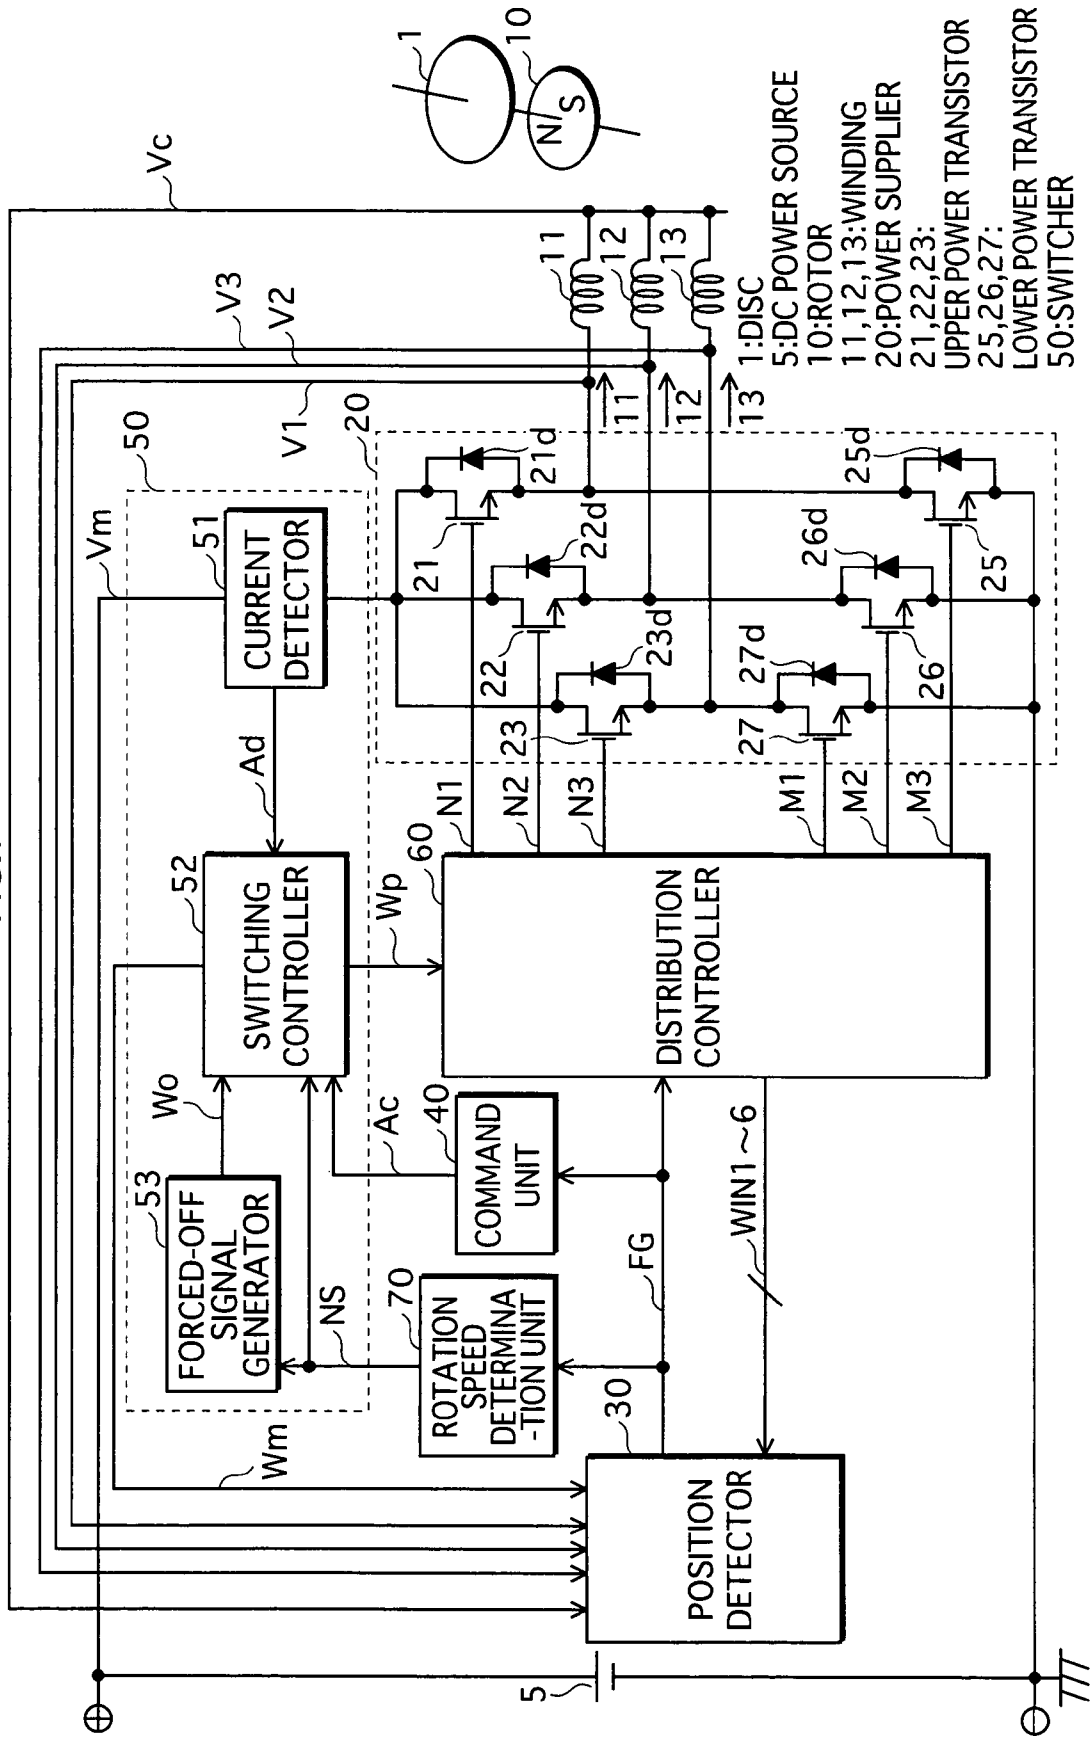 Vm
50
51
CURRENT
DETECTOR
Ad
52
SWITCHING
CONTROLLER
Wo
53
FORCED-OFF
SIGNAL
GENERATOR
Wm
NS
70
ROTATION
SPEED
DETERMINA
-TION UNIT
Ac
40
COMMAND
UNIT
Wp
60
DISTRIBUTION
CONTROLLER
FG
WIN1~6
30
POSITION
DETECTOR
5
N1
N2
N3
M1
M2
M3
20
21
21d
22
22d
23
23d
25
25d
26
26d
27
27d
V1
V2
V3
Vc
11
12
13
11
12
13
1
10
N
S
1:DISC
5:DC POWER SOURCE
10:ROTOR
11,12,13:WINDING
20:POWER SUPPLIER
21,22,23:
UPPER POWER TRANSISTOR
25,26,27:
LOWER POWER TRANSISTOR
50:SWITCHER